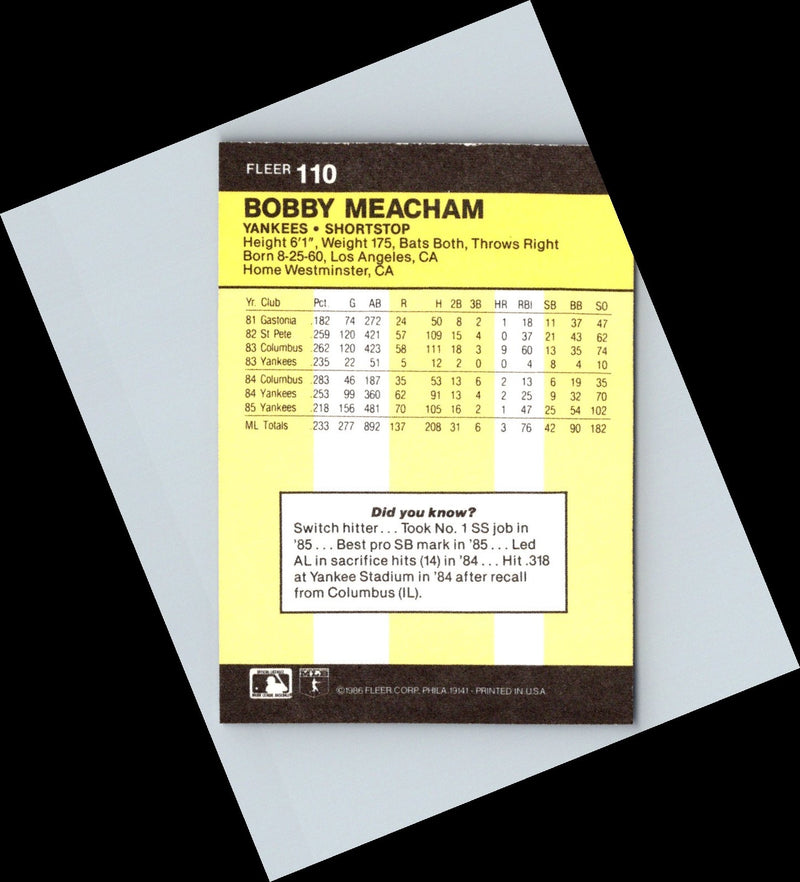 FLEER 110
BOBBY MEACHAM
YANKEES • SHORTSTOP
Height 6'1", Weight 175, Bats Both, Throws Right
Born 8-25-60, Los Angeles, CA
Home Westminster, CA
Yr. Club Pct. G AB R H 2B 3B HR RBI SB BB SO
81 Gastonia .182 74 272 24 50 8 2 1 18 11 37 47
82 St Pete .259 120 421 57 109 15 4 0 37 21 43 62
83 Columbus .262 120 423 58 111 18 3 9 60 13 35 74
83 Yankees .235 22 51 5 12 2 0 0 4 8 4 10
84 Columbus .283 46 187 35 53 13 6 2 13 6 19 35
84 Yankees .253 99 360 62 91 13 4 2 25 9 32 70
85 Yankees .218 156 481 70 105 16 2 1 47 25 54 102
ML Totals .233 277 892 137 208 31 6 3 76 42 90 182
Did you know?
Switch hitter... Took No. 1 SS job in
'85... Best pro SB mark in '85... Led
AL in sacrifice hits (14) in '84... Hit .318
at Yankee Stadium in '84 after recall
from Columbus (IL).
©1986 FLEER CORP. PHILA. 19141 - PRINTED IN U.S.A.